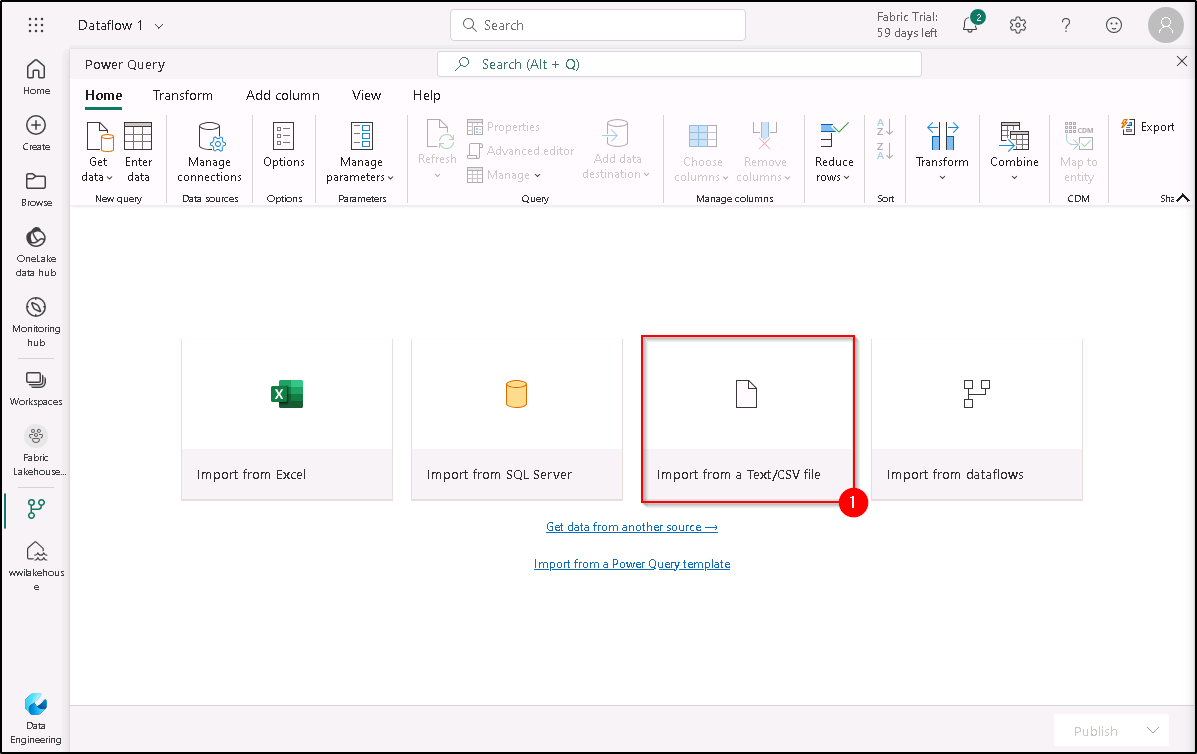 Dataflow 1
Search
Fabric Trial:
59 days left
2
Home
Create
Browse
OneLake
data hub
Monitoring
hub
Workspaces
Fabric
Lakehouse...
wwilakehous
e
Data
Engineering
Power Query
Search (Alt + Q)
Home Transform Add column View Help
Get
data
Enter
data
New query
Manage
connections
Data sources
Options
Options
Manage
parameters
Parameters
Refresh
Properties
Advanced editor
Manage
Add data
destination
Query
Choose
columns
Remove
columns
Manage columns
Reduce
rows
A
Z
Z
A
Sort
Transform
Combine
CDM
Map to
entity
CDM
Export
Sha
X
Import from Excel
Import from SQL Server
Import from a Text/CSV file
1
Import from dataflows
Get data from another source →
Import from a Power Query template
Publish